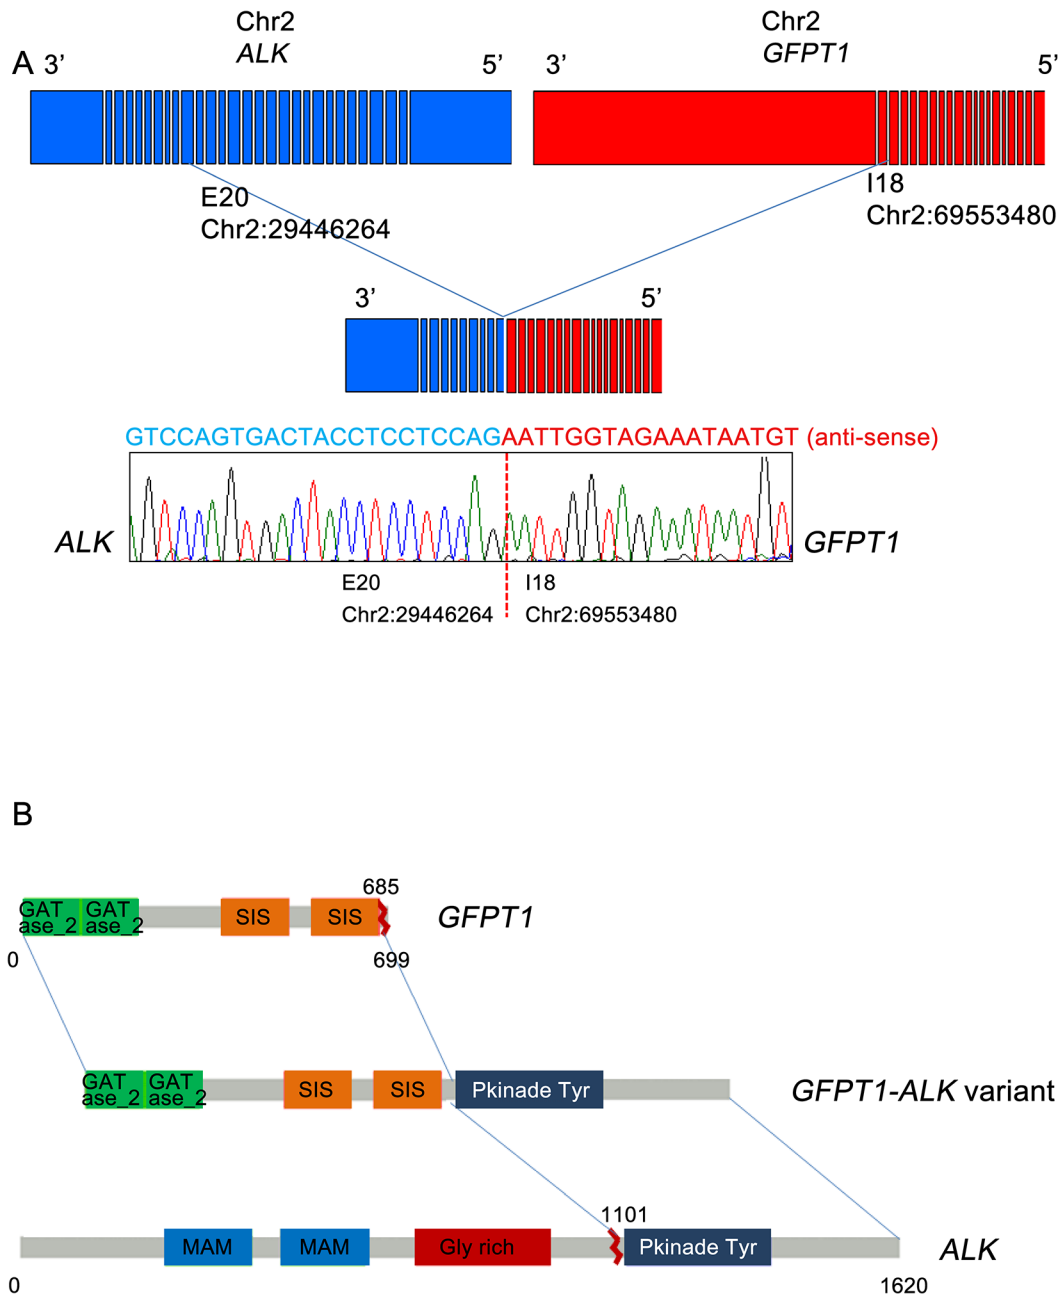 A
Chr2
ALK
3’ 5’
Chr2
GFPT1
3’ 5’
E20
Chr2:29446264
I18
Chr2:69553480
3’ 5’
GTCCAGTGACTACCTCCTCCAGAATTGGTAGAAATAATGT (anti-sense)
ALK
GFPT1
E20
Chr2:29446264
I18
Chr2:69553480
B
685
GAT GAT
ase_2 ase_2
SIS SIS
GFPT1
0 699
GAT GAT
ase_2 ase_2
SIS SIS Pkinade Tyr
GFPT1-ALK variant
1101
MAM MAM Gly rich Pkinade Tyr
ALK
0 1620